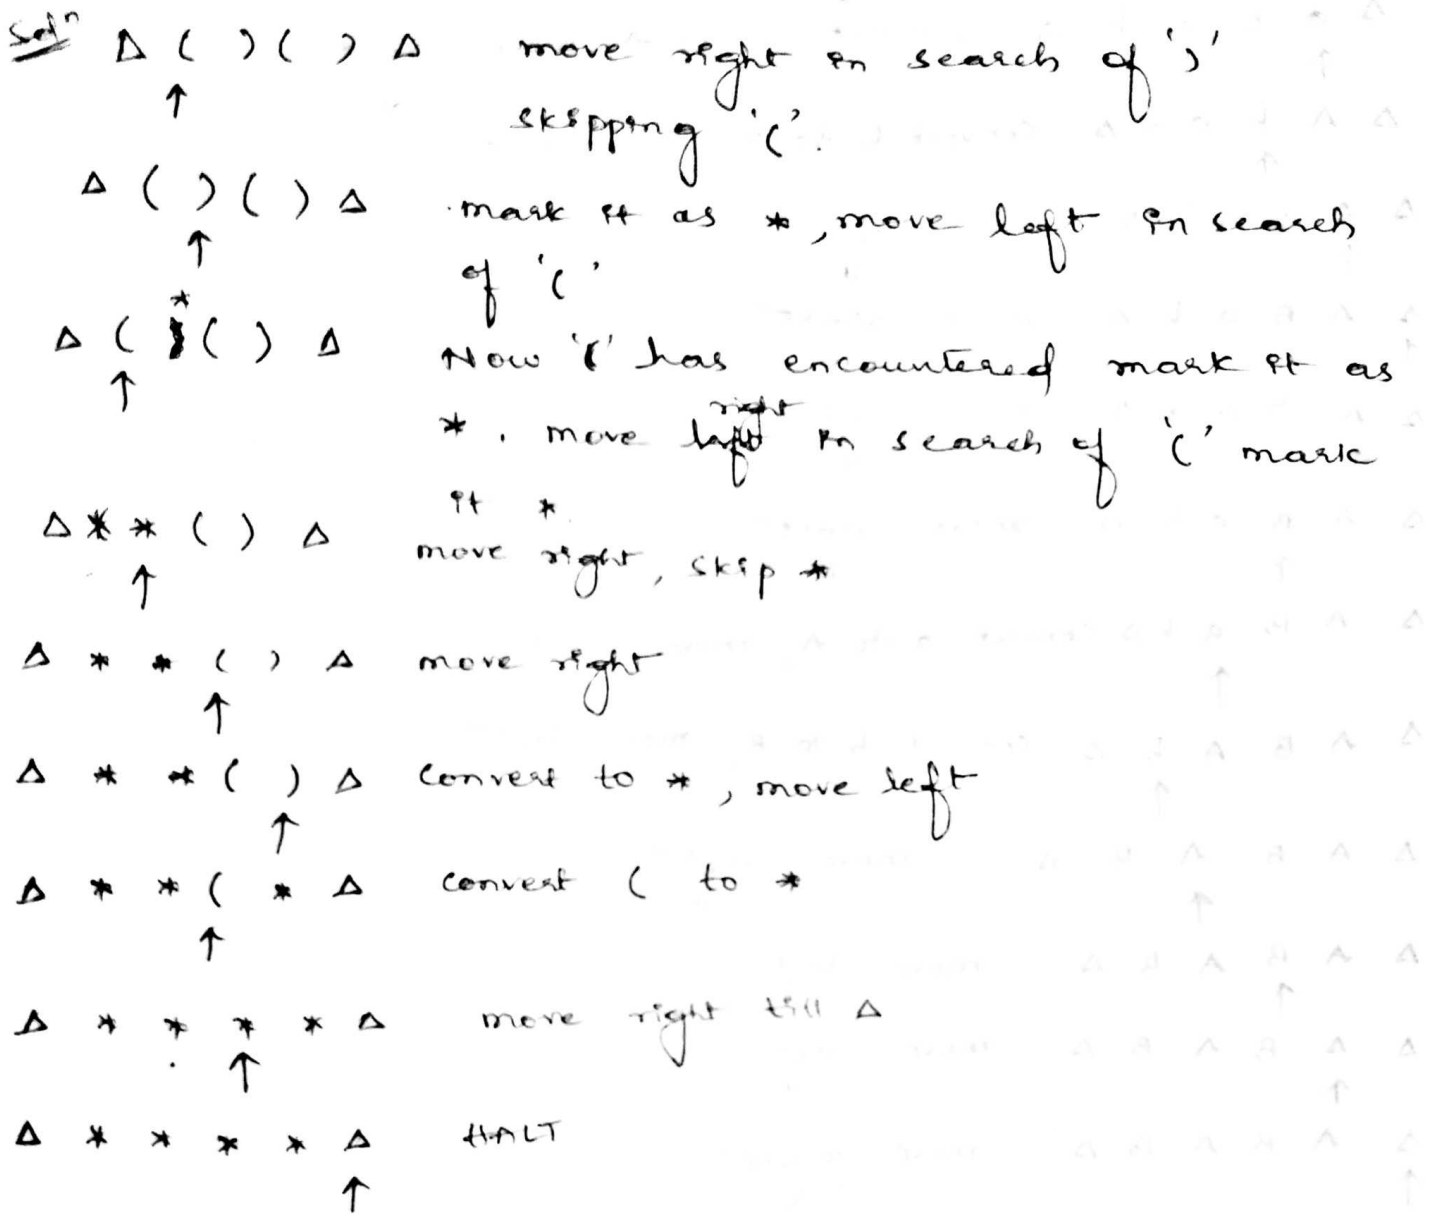 Solⁿ Δ ( ) ( ) Δ move right in search of ')'
↑ skipping '('.
Δ ( ) ( ) Δ mark it as *, move left in search
↑ of '('
*
Δ ( ) ( ) Δ Now '(' has encountered mark it as
↑
right
*. move left in search of '(' mark
it *
Δ * * ( ) Δ move right, skip *
↑
Δ * * ( ) Δ move right
↑
Δ * * ( ) Δ convert to *, move left
↑
Δ * * ( * Δ convert ( to *
↑
Δ * * * * Δ move right till Δ
↑
Δ * * * * Δ HALT
↑